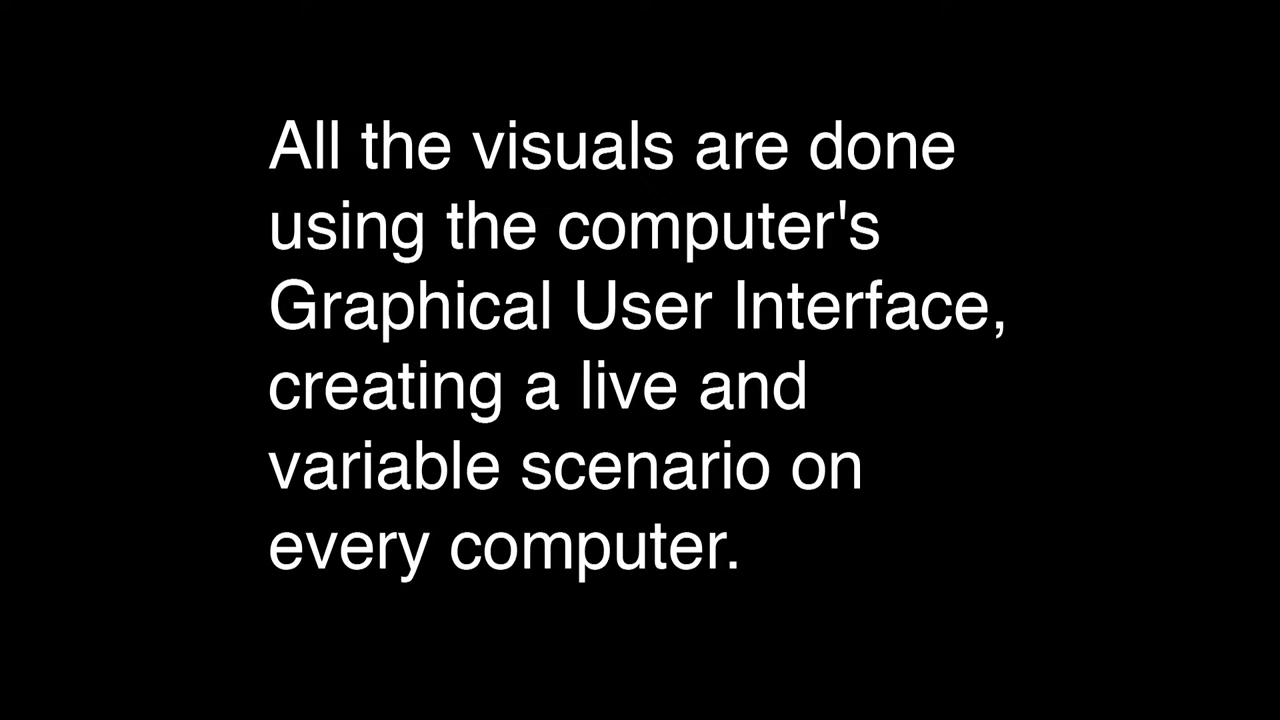 All the visuals are done
using the computer's
Graphical User Interface,
creating a live and
variable scenario on
every computer.